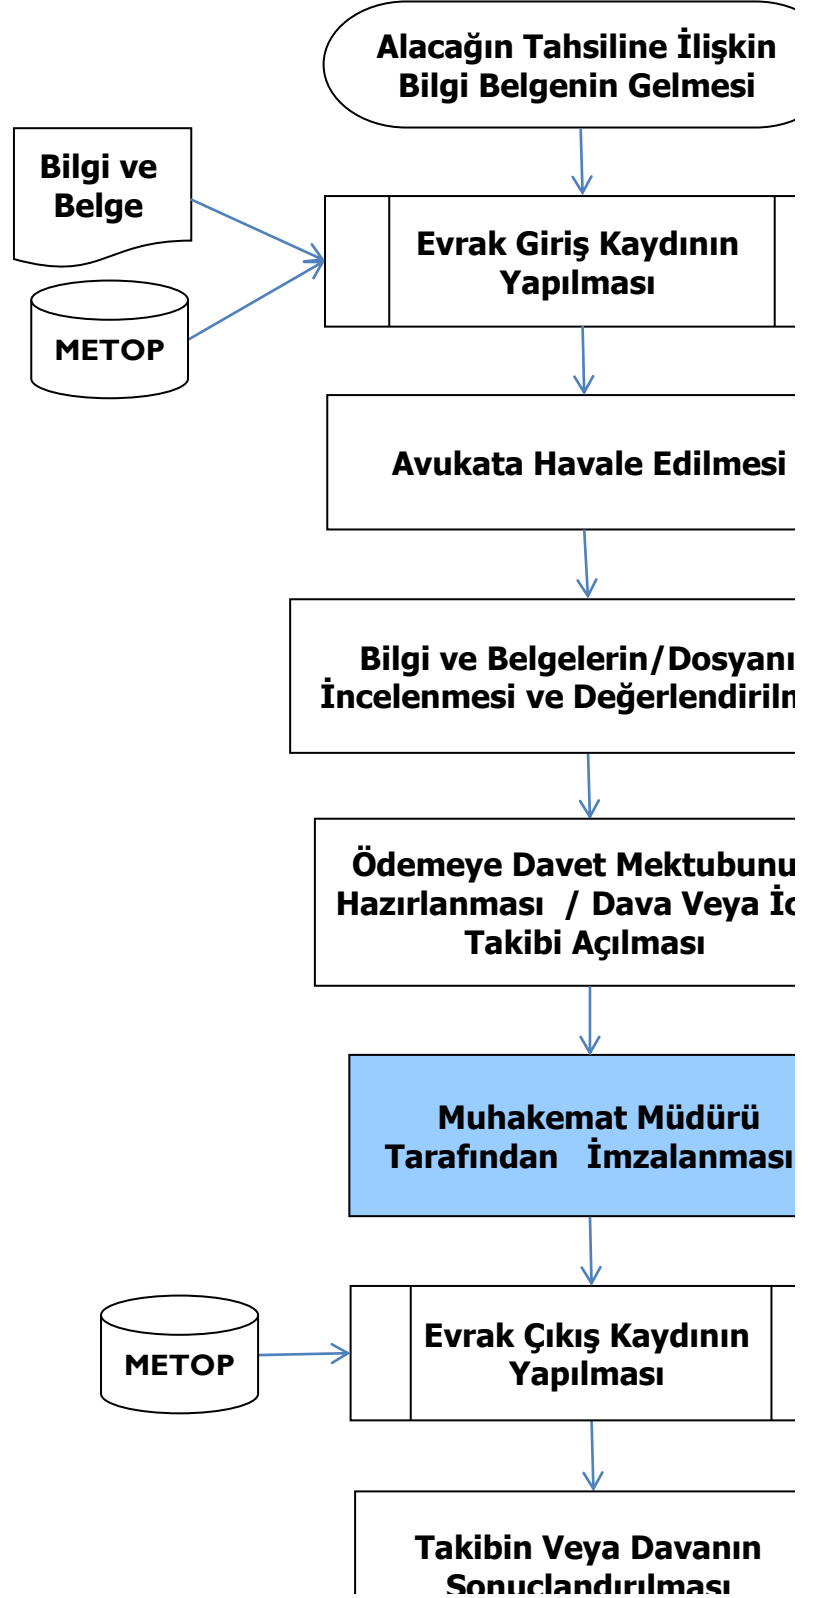 Alacağın Tahsiline İlişkin
Bilgi Belgenin Gelmesi
Bilgi ve
Belge
Evrak Giriş Kaydının
Yapılması
METOP
Avukata Havale Edilmesi
Bilgi ve Belgelerin/Dosyanı
İncelenmesi ve Değerlendiril
Ödemeye Davet Mektubunu
Hazırlanması / Dava Veya İc
Takibi Açılması
Muhakemat Müdürü
Tarafından İmzalanması
Evrak Çıkış Kaydının
Yapılması
METOP
Takibin Veya Davanın
Sonuçlandırılması